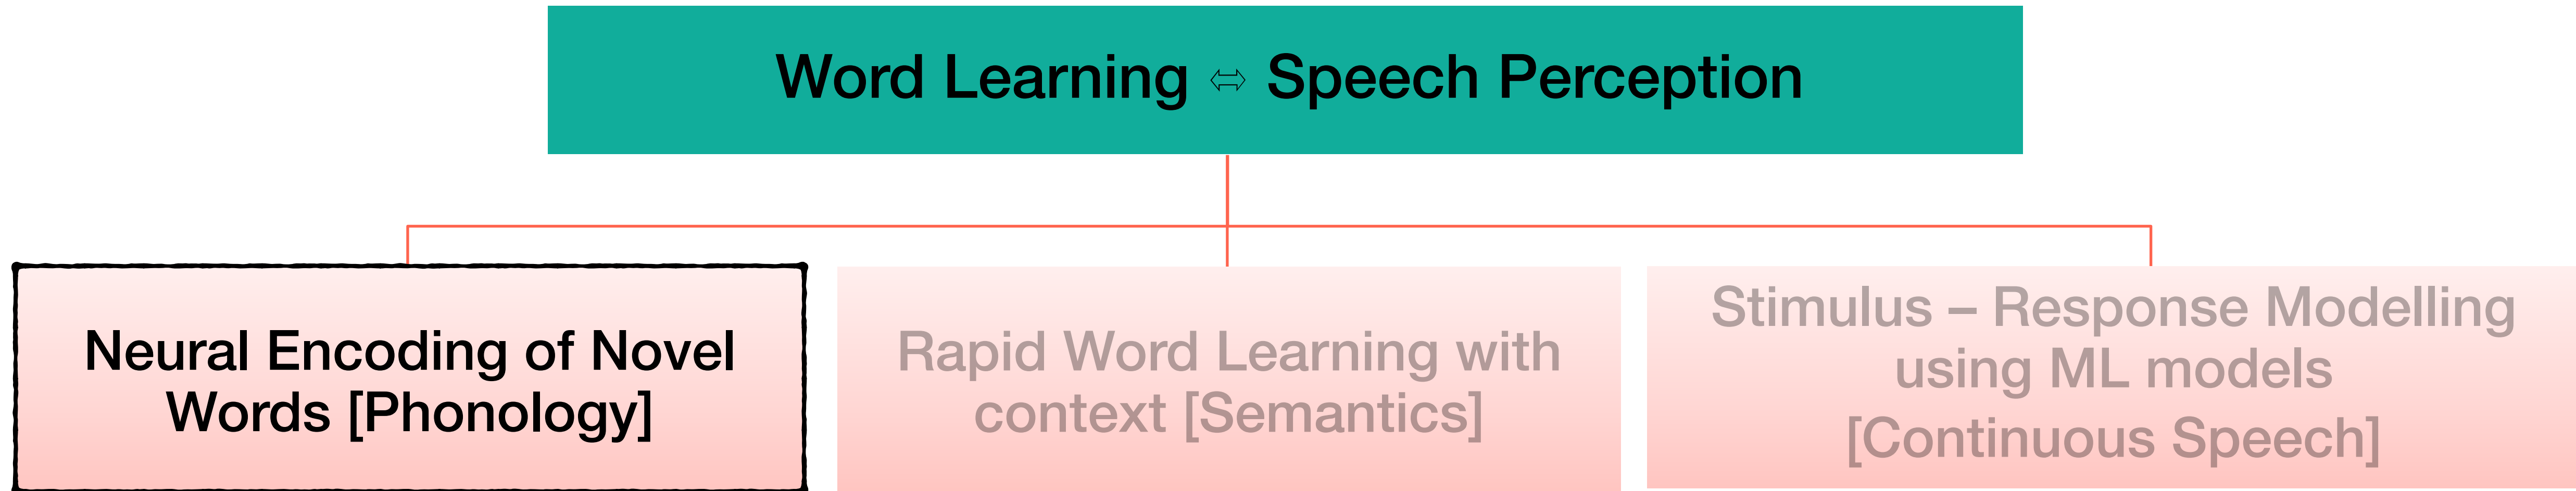 Word Learning ⇔ Speech Perception
Neural Encoding of Novel
Words [Phonology]
Rapid Word Learning with
context [Semantics]
Stimulus – Response Modelling
using ML models
[Continuous Speech]